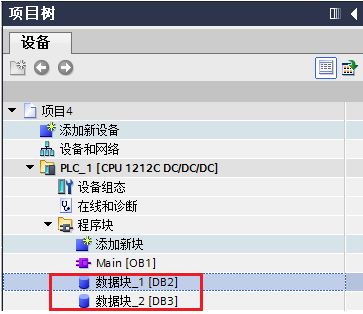 项目树
设备
项目4
添加新设备
设备和网络
PLC_1 [CPU 1212C DC/DC/DC]
设备组态
在线和诊断
程序块
添加新块
Main [OB1]
数据块_1 [DB2]
数据块_2 [DB3]